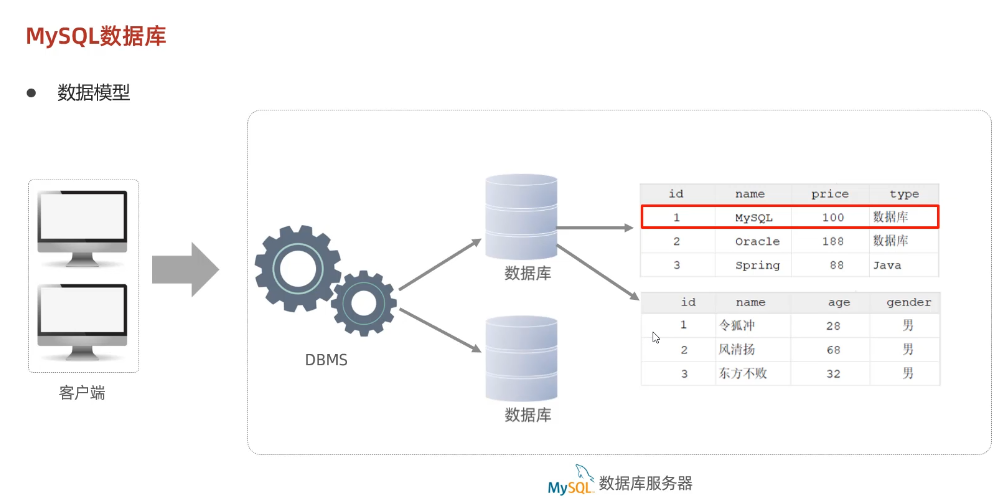 MySQL数据库
● 数据模型
id name price type
1 MySQL 100 数据库
2 Oracle 188 数据库
3 Spring 88 Java
数据库
id name age gender
1 令狐冲 28 男
2 风清扬 68 男
3 东方不败 32 男
DBMS
客户端
数据库
MySQL 数据库服务器